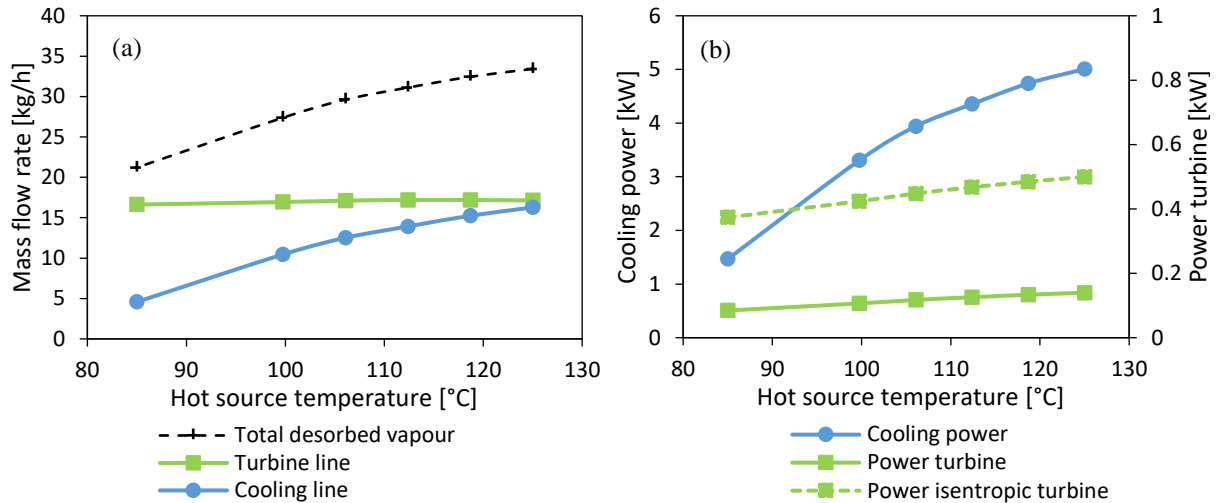 (a)
Mass flow rate [kg/h]
40
35
30
25
20
15
10
5
0
80 90 100 110 120 130
Hot source temperature [°C]
Total desorbed vapour
Turbine line
Cooling line
(b)
Cooling power [kW]
6
5
4
3
2
1
0
Power turbine [kW]
1
0.8
0.6
0.4
0.2
0
80 90 100 110 120 130
Hot source temperature [°C]
Cooling power
Power turbine
Power isentropic turbine